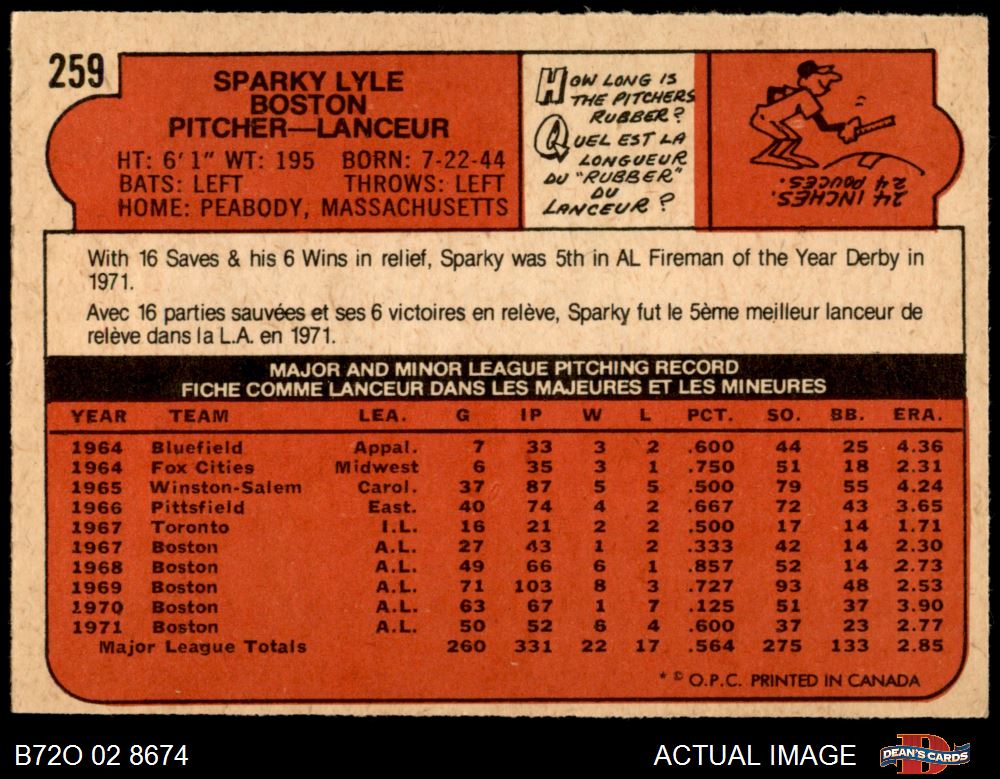 259
SPARKY LYLE
BOSTON
PITCHER—LANCEUR
HT: 6' 1" WT: 195 BORN: 7-22-44
BATS: LEFT THROWS: LEFT
HOME: PEABODY, MASSACHUSETTS
HOW LONG IS
THE PITCHERS
RUBBER?
QUEL EST LA
LONGUEUR
DU "RUBBER"
DU
LANCEUR?
24 INCHES.
24 POUCES.
With 16 Saves & his 6 Wins in relief, Sparky was 5th in AL Fireman of the Year Derby in
1971.
Avec 16 parties sauvées et ses 6 victoires en relève, Sparky fut le 5ème meilleur lanceur de
relève dans la L.A. en 1971.
MAJOR AND MINOR LEAGUE PITCHING RECORD
FICHE COMME LANCEUR DANS LES MAJEURES ET LES MINEURES
YEAR TEAM LEA. G IP W L PCT. SO. BB. ERA.
1964 Bluefield Appal. 7 33 3 2 .600 44 25 4.36
1964 Fox Cities Midwest 6 35 3 1 .750 51 18 2.31
1965 Winston-Salem Carol. 37 87 5 5 .500 79 55 4.24
1966 Pittsfield East. 40 74 4 2 .667 72 43 3.65
1967 Toronto I.L. 16 21 2 2 .500 17 14 1.71
1967 Boston A.L. 27 43 1 2 .333 42 14 2.30
1968 Boston A.L. 49 66 6 1 .857 52 14 2.73
1969 Boston A.L. 71 103 8 3 .727 93 48 2.53
1970 Boston A.L. 63 67 1 7 .125 51 37 3.90
1971 Boston A.L. 50 52 6 4 .600 37 23 2.77
Major League Totals 260 331 22 17 .564 275 133 2.85
* © O.P.C. PRINTED IN CANADA
B72O 02 8674 ACTUAL IMAGE DEAN'S CARDS